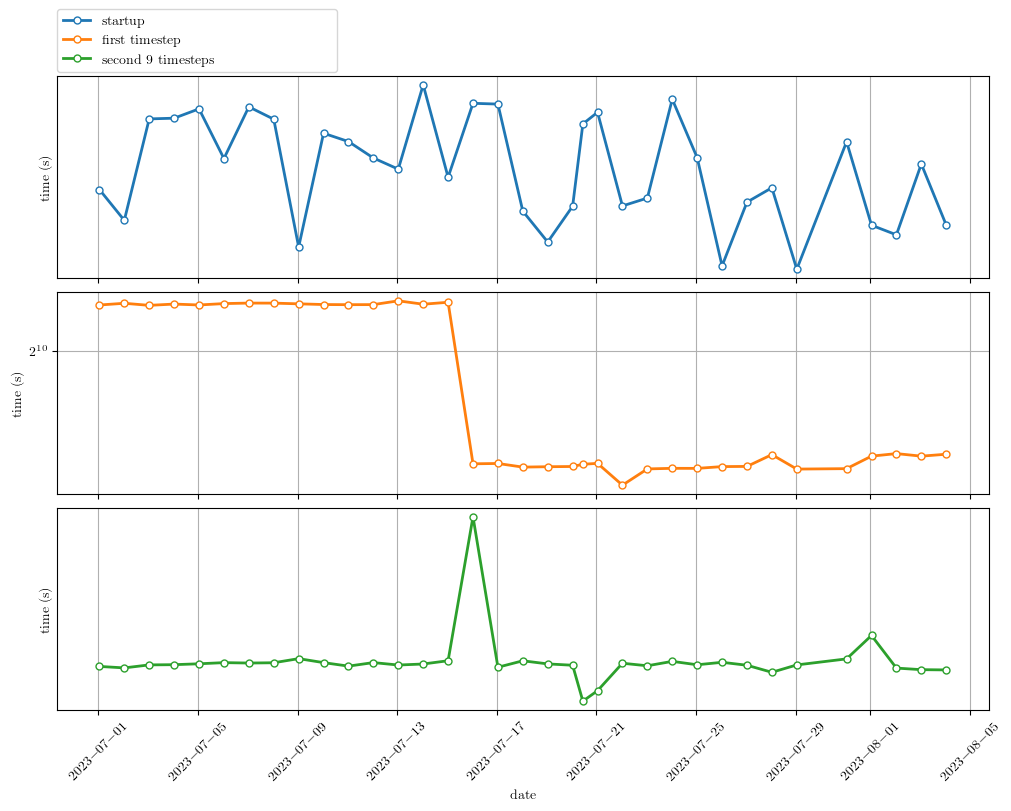 startup
first timestep
second 9 timesteps
time (s)
2^10
time (s)
time (s)
2023−07−01
2023−07−05
2023−07−09
2023−07−13
2023−07−17
2023−07−21
2023−07−25
2023−07−29
2023−08−01
2023−08−05
date